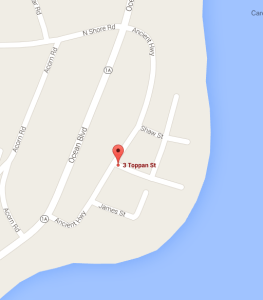 Can
N Shore Rd
Ancient Hwy
Acorn Rd
1A
Ocean Blvd
Shaw St
3 Toppan St
Acorn Rd
1A
Ancient Hwy
James St